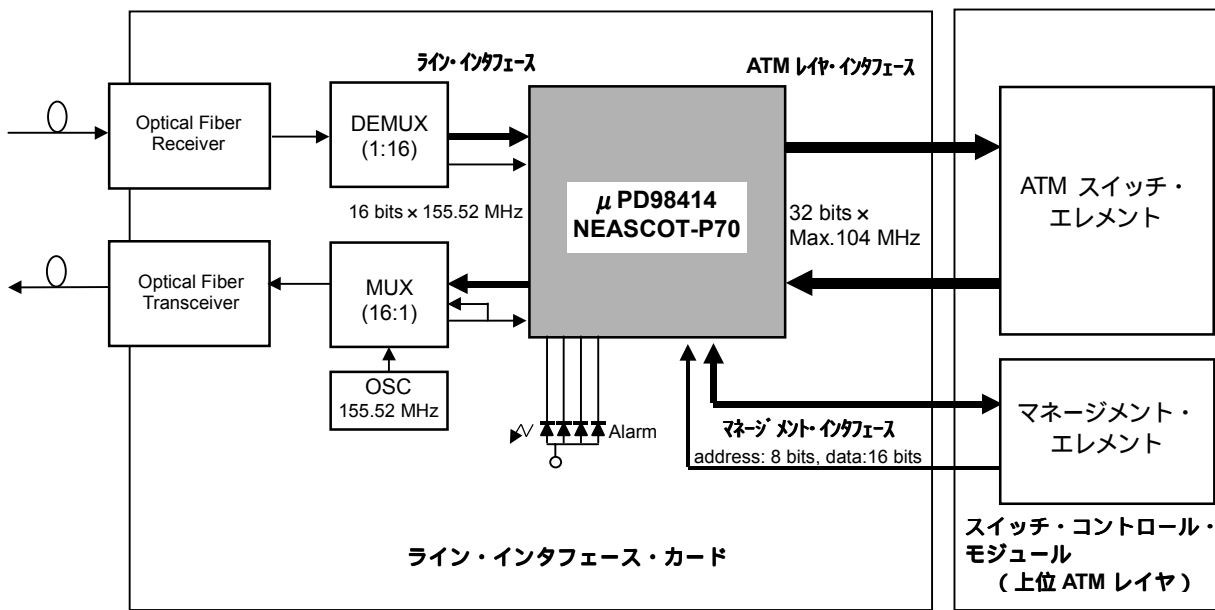 ライン・インタフェース
ATM レイヤ・インタフェース
Optical Fiber
Receiver
DEMUX
(1:16)
16 bits × 155.52 MHz
μPD98414
NEASCOT-P70
32 bits ×
Max.104 MHz
ATM スイッチ・
エレメント
Optical Fiber
Transceiver
MUX
(16:1)
OSC
155.52 MHz
Alarm
マネージメント・インタフェース
address: 8 bits, data:16 bits
マネージメント・
エレメント
ライン・インタフェース・カード
スイッチ・コントロール・
モジュール
(上位 ATM レイヤ)